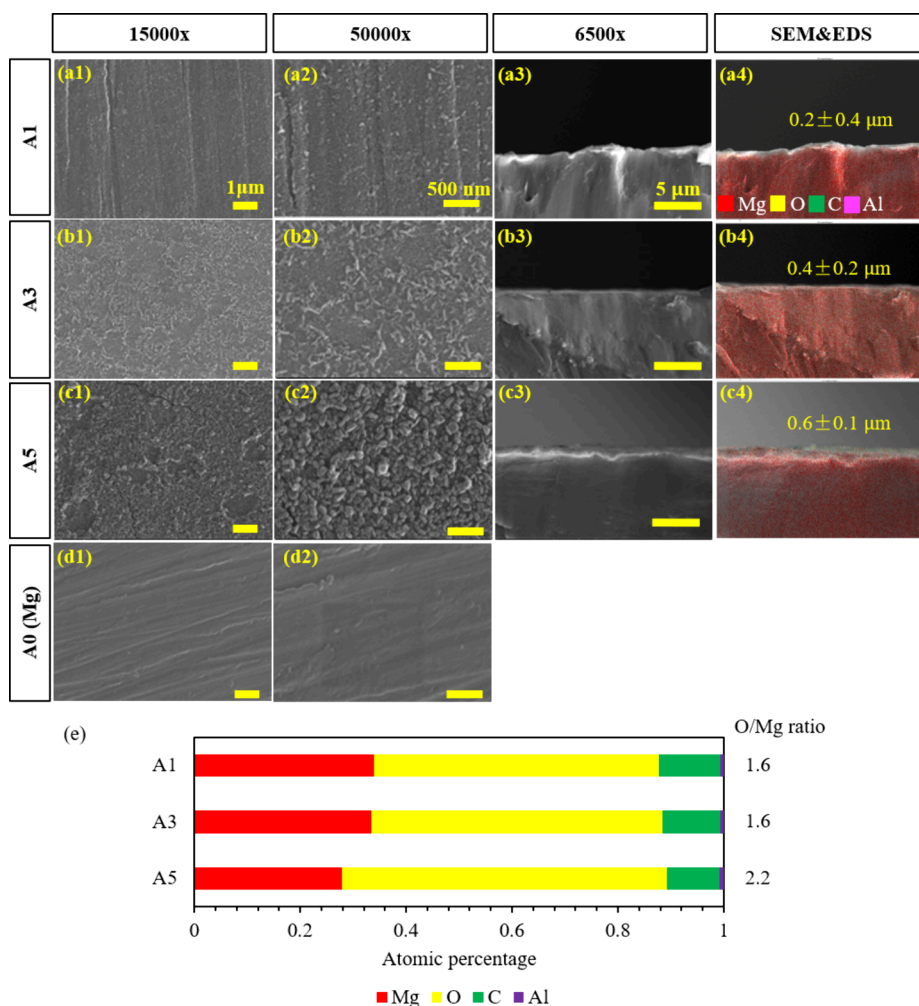 15000x 50000x 6500x SEM&EDS
A1
(a1) (a2) (a3) (a4)
0.2±0.4 μm
1μm 500 nm 5 μm
Mg O C Al
A3
(b1) (b2) (b3) (b4)
0.4±0.2 μm
A5
(c1) (c2) (c3) (c4)
0.6±0.1 μm
A0 (Mg)
(d1) (d2)
(e) O/Mg ratio
A1 1.6
A3 1.6
A5 2.2
0 0.2 0.4 0.6 0.8 1
Atomic percentage
Mg O C Al